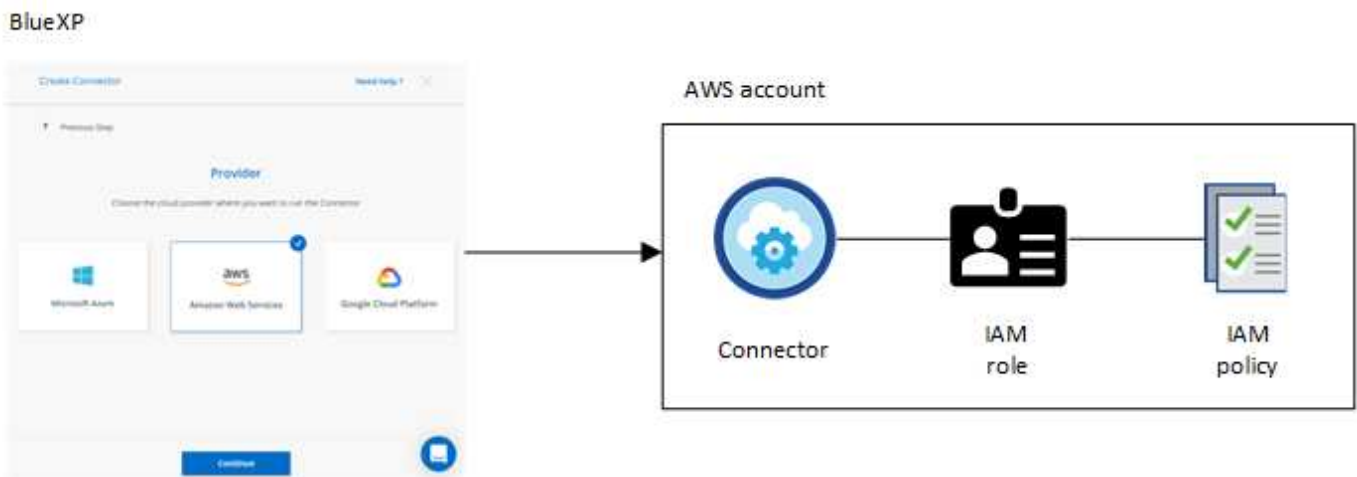 BlueXP
Create Connector
Need help ?
Previous Step
Provider
Choose the cloud provider where you want to run the Connector
Microsoft Azure
aws
Amazon Web Services
Google Cloud Platform
Continue
AWS account
Connector
IAM
role
IAM
policy